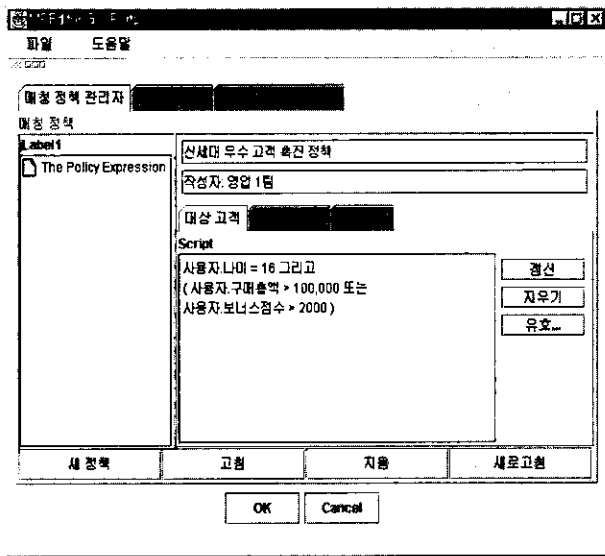 파일 도움말
매칭 정책 관리자
매칭 정책
Label1
The Policy Expression
신세대 우수 고객 촉진 정책
작성자: 영업 1팀
대상 고객
Script
사용자.나이 = 16 그리고
( 사용자.구매총액 > 100,000 또는
사용자.보너스점수 > 2000 )
갱신
지우기
유효...
새 정책 고침 지움 새로고침
OK Cancel